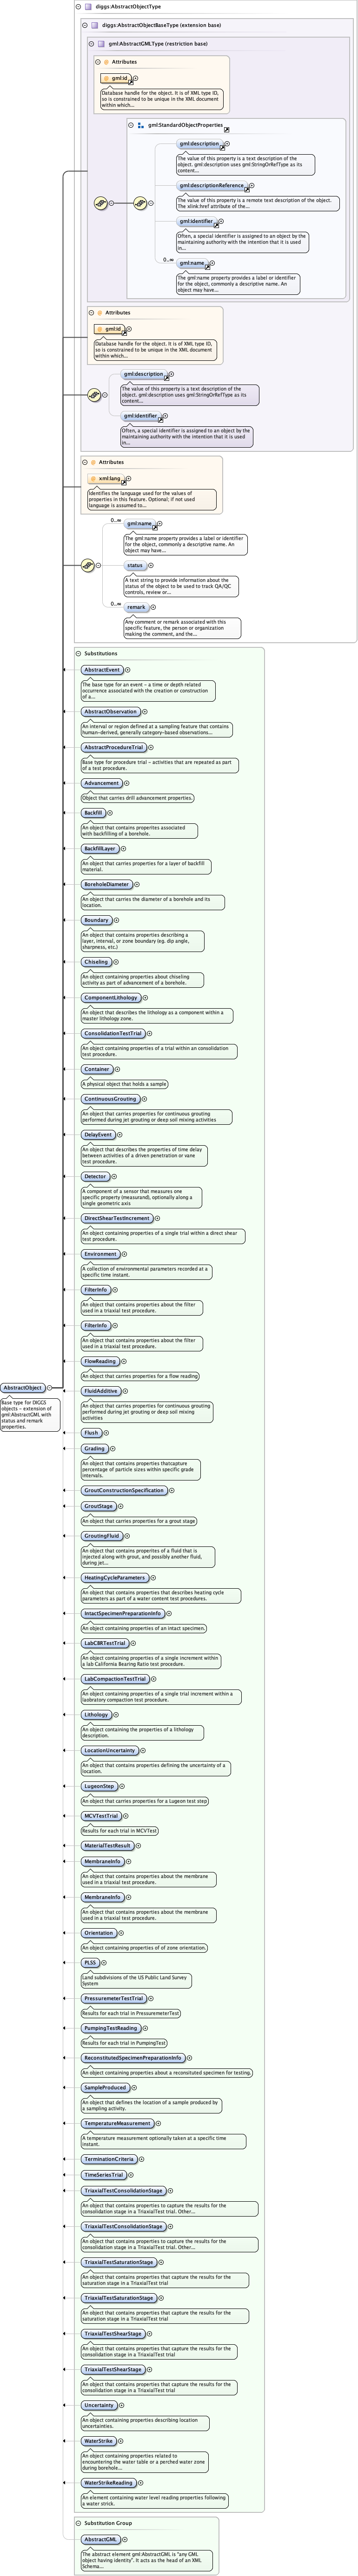 diggs:AbstractObjectType
diggs:AbstractObjectBaseType (extension base)
gml:AbstractGMLType (restriction base)
Attributes
gml:id
Database handle for the object. It is of XML type ID,
so is constrained to be unique in the XML document
within which...
gml:StandardObjectProperties
gml:description
The value of this property is a text description of the
object. gml:description uses gml:StringOrRefType as its
content...
gml:descriptionReference
The value of this property is a remote text description of the
object. The xlink:href attribute of the...
gml:identifier
Often, a special identifier is assigned to an object by the
maintaining authority with the intention that it is used
in...
0..∞
gml:name
The gml:name property provides a label or identifier
for the object, commonly a descriptive name. An
object may have...
Attributes
gml:id
Database handle for the object. It is of XML type ID,
so is constrained to be unique in the XML document
within which...
gml:description
The value of this property is a text description of the
object. gml:description uses gml:StringOrRefType as its
content...
gml:identifier
Often, a special identifier is assigned to an object by the
maintaining authority with the intention that it is used
in...
Attributes
xml:lang
Identifies the language used for the values of
properties in this feature. Optional; if not used
language is assumed to...
0..∞
gml:name
The gml:name property provides a label or identifier
for the object, commonly a descriptive name. An
object may have...
status
A text string to provide information about the
status of the object to be used to track QA/QC
controls, review or...
0..∞
remark
Any comment or remark associated with this
specific feature, the person or organization
making the comment, and the...
Substitutions
AbstractEvent
The base type for an event – a time or depth related
occurrence associated with the creation or construction
of a...
AbstractObservation
An interval or region defined at a sampling feature that contains
human-derived, generally category-based observations...
AbstractProcedureTrial
Base type for procedure trial – activities that are repeated as part
of a test procedure.
Advancement
Object that carries drill advancement properties.
Backfill
An object that contains properites associated
with backfilling of a borehole.
BackfillLayer
An object that carries properties for a layer of backfill
material.
BoreholeDiameter
An object that carries the diameter of a borehole and its
location.
Boundary
An object that contains properties describing a
layer, interval, or zone boundary (eg. dip angle,
sharpness, etc.)
Chiseling
An object containing properties about chiseling
activity as part of advancement of a borehole.
ComponentLithology
An object that describes the lithology as a component within a
master lithology zone.
ConsolidationTestTrial
An object containing properties of a trial within an consolidation
test procedure.
Container
A physical object that holds a sample
ContinuousGrouting
An object that carries properties for continuous grouting
performed during jet grouting or deep soil mixing activities
DelayEvent
An object that describes the properties of time delay
between activities of a driven penetration or vane
test procedure.
Detector
A component of a sensor that measures one
specific property (measurand), optionally along a
single geometric axis
DirectShearTestIncrement
An object containing properties of a single trial within a direct shear
test procedure.
Environment
A collection of environmental parameters recorded at a
specific time instant.
FilterInfo
An object that contains properties about the filter
used in a triaxial test procedure.
FilterInfo
An object that contains properties about the filter
used in a triaxial test procedure.
FlowReading
An object that carries properties for a flow reading
AbstractObject
Base type for DIGGS
objects – extension of
gml:AbstractGML with
status and remark
properties.
FluidAdditive
An object that carries properties for continuous grouting
performed during jet grouting or deep soil mixing
activities
Flush
Grading
An object that contains properties thatcapture
percentage of particle sizes within specific grade
intervals.
GroutConstructionSpecification
GroutStage
An object that carries properties for a grout stage
GroutingFluid
An object that contains properties of a fluid that is
injected along with grout, and possibly another fluid,
during jet...
HeatingCycleParameters
An object that contains properties that describes heating cycle
parameters as part of a water content test procedures.
IntactSpecimenPreparationInfo
An object containing properties of an intact specimen.
LabCBRTestTrial
An object containing properties of a single increment within
a lab California Bearing Ratio test procedure.
LabCompactionTestTrial
An object containing properties of a single trial increment within a
laobratory compaction test procedure.
Lithology
An object containing the properties of a lithology
description.
LocationUncertainty
An object that contains properties defining the uncertainty of a
location.
LugeonStep
An object that carries properties for a Lugeon test step
MCVTestTrial
Results for each trial in MCVTest
MaterialTestResult
MembraneInfo
An object that contains properties about the membrane
used in a triaxial test procedure.
MembraneInfo
An object that contains properties about the membrane
used in a triaxial test procedure.
Orientation
An object containing properties of of zone orientation.
PLSS
Land subdivisions of the US Public Land Survey
System
PressuremeterTestTrial
Results for each trial in PressuremeterTest
PumpingTestReading
Results for each trial in PumpingTest
ReconstitutedSpecimenPreparationInfo
An object containing properties about a reconsituted specimen for testing.
SampleProduced
An object that defines the location of a sample produced by
a sampling activity.
TemperatureMeasurement
A temperature measurement optionally taken at a specific time
instant.
TerminationCriteria
TimeSeriesTrial
TriaxialTestConsolidationStage
An object that contains properties to capture the results for the
consolidation stage in a TriaxialTest trial. Other...
TriaxialTestConsolidationStage
An object that contains properties to capture the results for the
consolidation stage in a TriaxialTest trial. Other...
TriaxialTestSaturationStage
An object that contains properties that capture the results for the
saturation stage in a TriaxialTest trial
TriaxialTestSaturationStage
An object that contains properties that capture the results for the
saturation stage in a TriaxialTest trial
TriaxialTestShearStage
An object that contains properties that capture the results for the
consolidation stage in a TriaxialTest trial
TriaxialTestShearStage
An object that contains properties that capture the results for the
consolidation stage in a TriaxialTest trial
Uncertainty
An object containing properties describing location
uncertainties.
WaterStrike
An object containing properties related to
encountering the water table or a perched water zone
during borehole...
WaterStrikeReading
An element containing water level reading properties following
a water strick.
Substitution Group
AbstractGML
The abstract element gml:AbstractGML is "any GML
object having identity". It acts as the head of an XML
Schema...